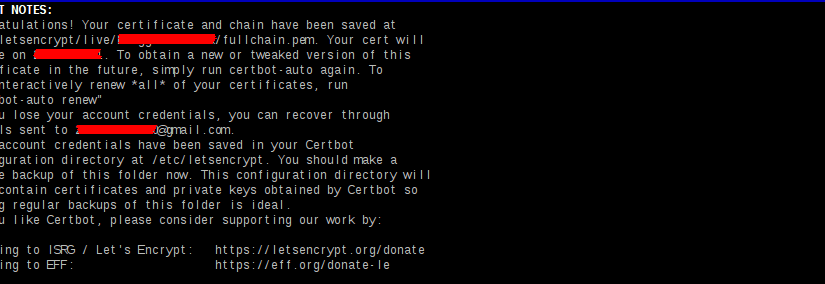 T NOTES:
atulations! Your certificate and chain have been saved at
letsencrypt/live/ /fullchain.pem. Your cert will
e on . To obtain a new or tweaked version of this
ficate in the future, simply run certbot-auto again. To
nteractively renew *all* of your certificates, run
bot-auto renew"
u lose your account credentials, you can recover through
ls sent to @gmail.com.
account credentials have been saved in your Certbot
guration directory at /etc/letsencrypt. You should make a
e backup of this folder now. This configuration directory will
contain certificates and private keys obtained by Certbot so
g regular backups of this folder is ideal.
u like Certbot, please consider supporting our work by:
ing to ISRG / Let's Encrypt: https://letsencrypt.org/donate
ing to EFF: https://eff.org/donate-le